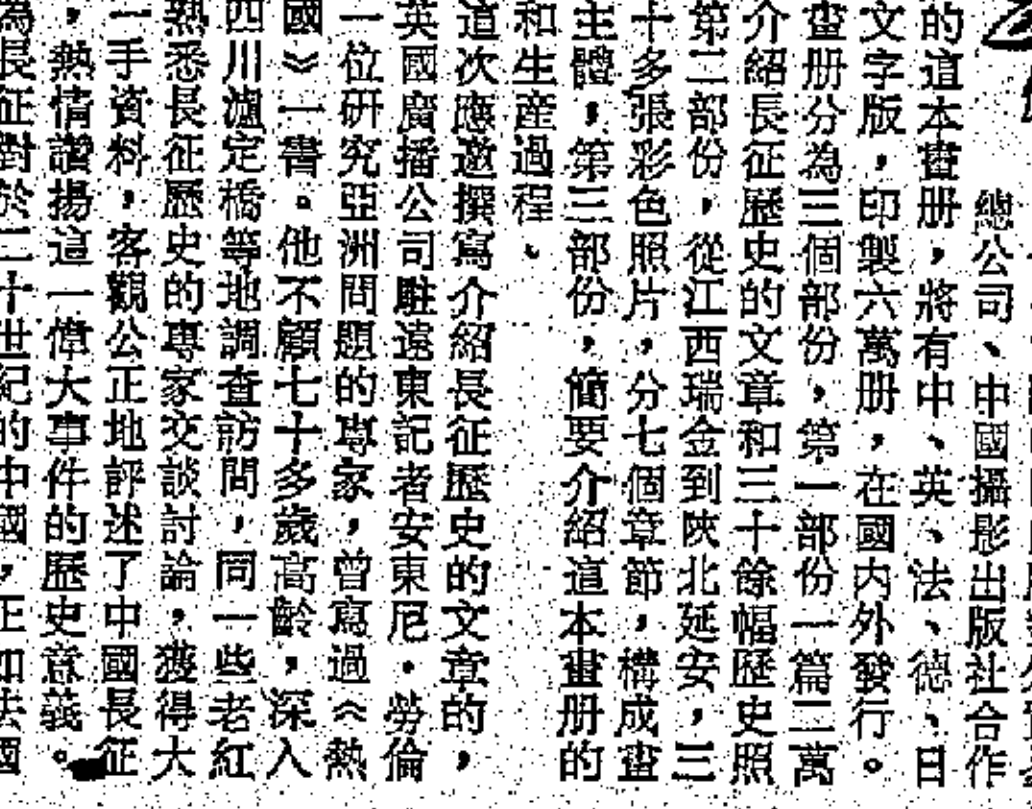 總公司、中國攝影出版社合作
的這本畫册，將有中、英、法、德、日
文字版，印製六萬册，在國内外發行。
畫册分為三個部份，第一部份一篇二萬
介紹長征歷史的文章和三十餘幅歷史照
第二部份，從江西瑞金到陝北延安，三
十多張彩色照片，分七個章節，構成畫
主體，第三部份，簡要介紹這本畫册的
和生産過程、
這次應邀撰寫介紹長征歷史的文章的，
英國廣播公司駐遠東記者安東尼·勞倫
一位研究亞洲問題的專家，曾寫過《熱
國》一書。他不顧七十多歲高齡，深入
四川瀘定橋等地調查訪問，同一些老紅
熟悉長征歷史的專家交談討論，獲得大
一手資料，客觀公正地評述了中國長征
，熱情讚揚這一偉大事件的歷史意義。
為長征對於二十世紀的中國，正如法國